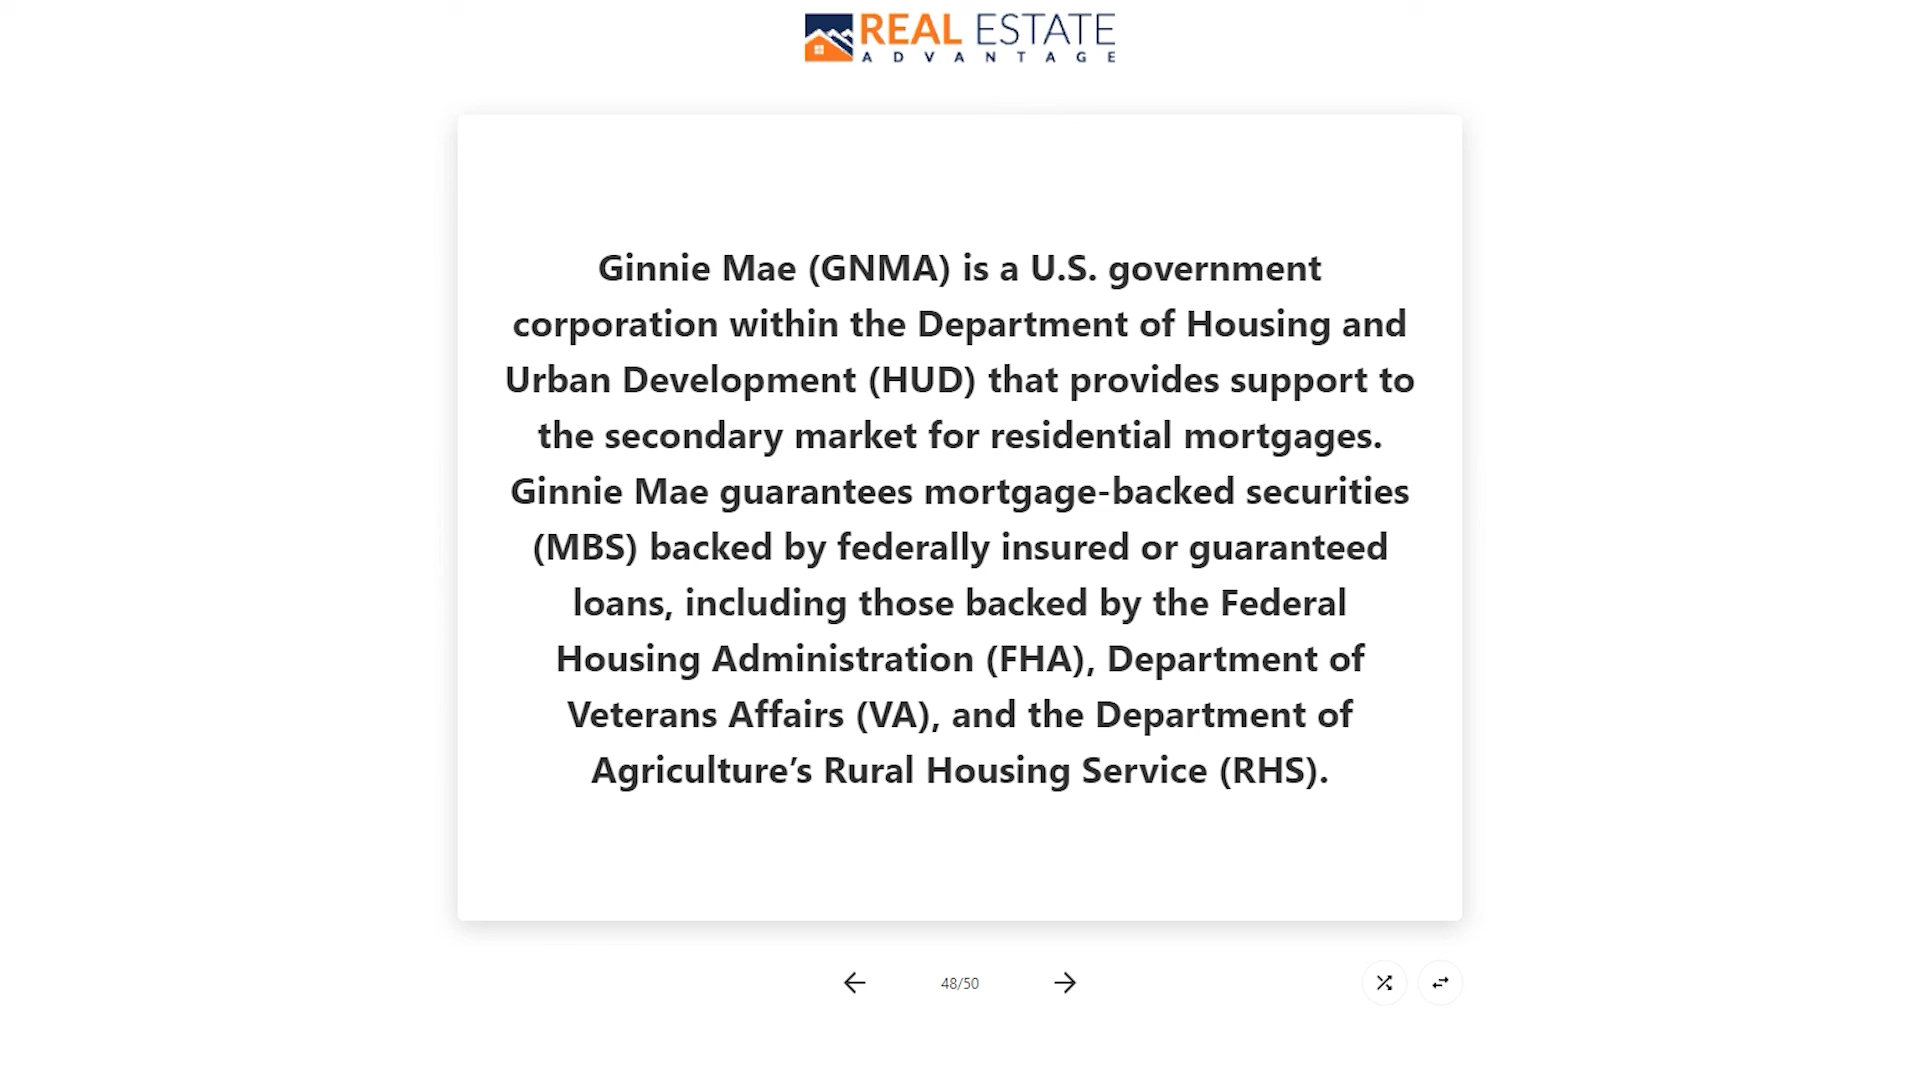 REAL ESTATE
ADVANTAGE
Ginnie Mae (GNMA) is a U.S. government
corporation within the Department of Housing and
Urban Development (HUD) that provides support to
the secondary market for residential mortgages.
Ginnie Mae guarantees mortgage-backed securities
(MBS) backed by federally insured or guaranteed
loans, including those backed by the Federal
Housing Administration (FHA), Department of
Veterans Affairs (VA), and the Department of
Agriculture’s Rural Housing Service (RHS).
48/50